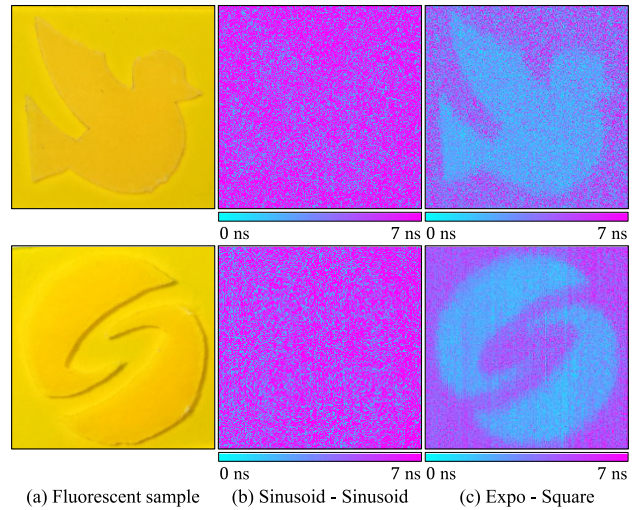 0 ns 7 ns 0 ns 7 ns
0 ns 7 ns 0 ns 7 ns
(a) Fluorescent sample (b) Sinusoid - Sinusoid (c) Expo - Square